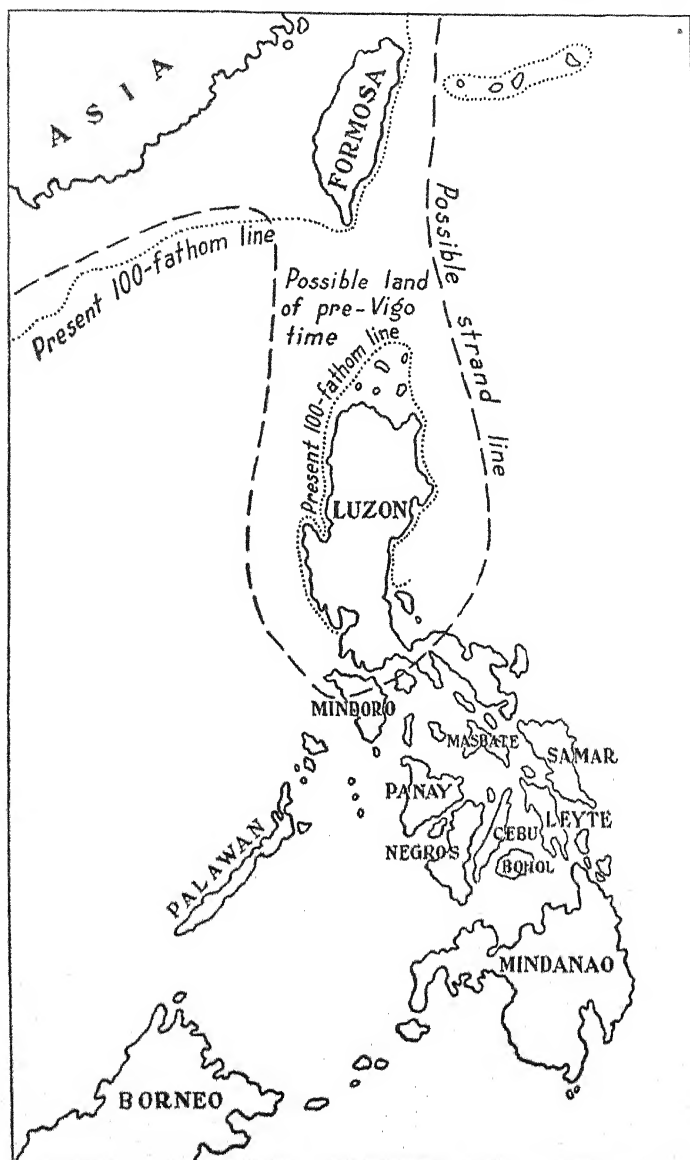 ASIA
FORMOSA
Present 100-fathom line
Possible strand line
Possible land
of pre-Vigo
time
Present 100-fathom line
LUZON
MINDORO
MASBATE
SAMAR
PANAY
LEYTE
CEBU
NEGROS
BOHOL
PALAWAN
MINDANAO
BORNEO